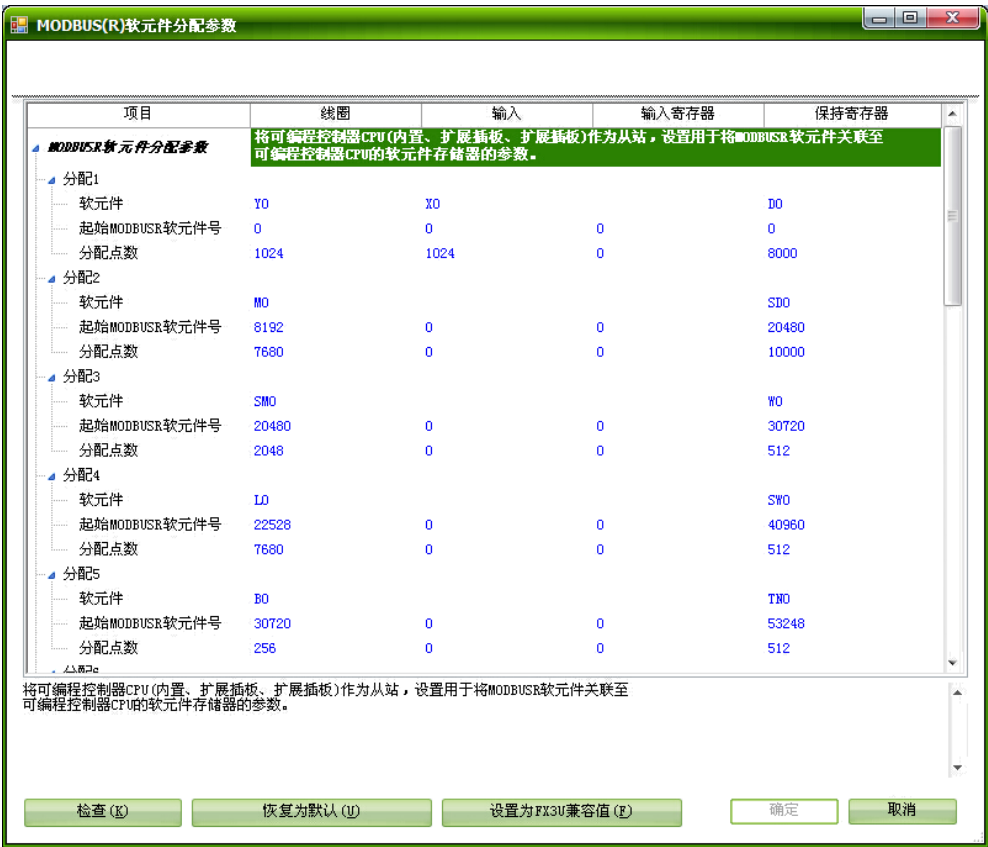 MODBUS(R)软元件分配参数
项目 线圈 输入 输入寄存器 保持寄存器
MODBUSR软元件分配参数 将可编程控制器CPU(内置、扩展插板、扩展插板)作为从站，设置用于将MODBUSR软元件关联至
可编程控制器CPU的软元件存储器的参数。
分配1
软元件 Y0 X0 D0
起始MODBUSR软元件号 0 0 0 0
分配点数 1024 1024 0 8000
分配2
软元件 M0 SD0
起始MODBUSR软元件号 8192 0 0 20480
分配点数 7680 0 0 10000
分配3
软元件 SM0 W0
起始MODBUSR软元件号 20480 0 0 30720
分配点数 2048 0 0 512
分配4
软元件 L0 SW0
起始MODBUSR软元件号 22528 0 0 40960
分配点数 7680 0 0 512
分配5
软元件 B0 TN0
起始MODBUSR软元件号 30720 0 0 53248
分配点数 256 0 0 512
分配6
将可编程控制器CPU(内置、扩展插板、扩展插板)作为从站，设置用于将MODBUSR软元件关联至
可编程控制器CPU的软元件存储器的参数。
检查(K) 恢复为默认(U) 设置为FX3U兼容值(F) 确定 取消